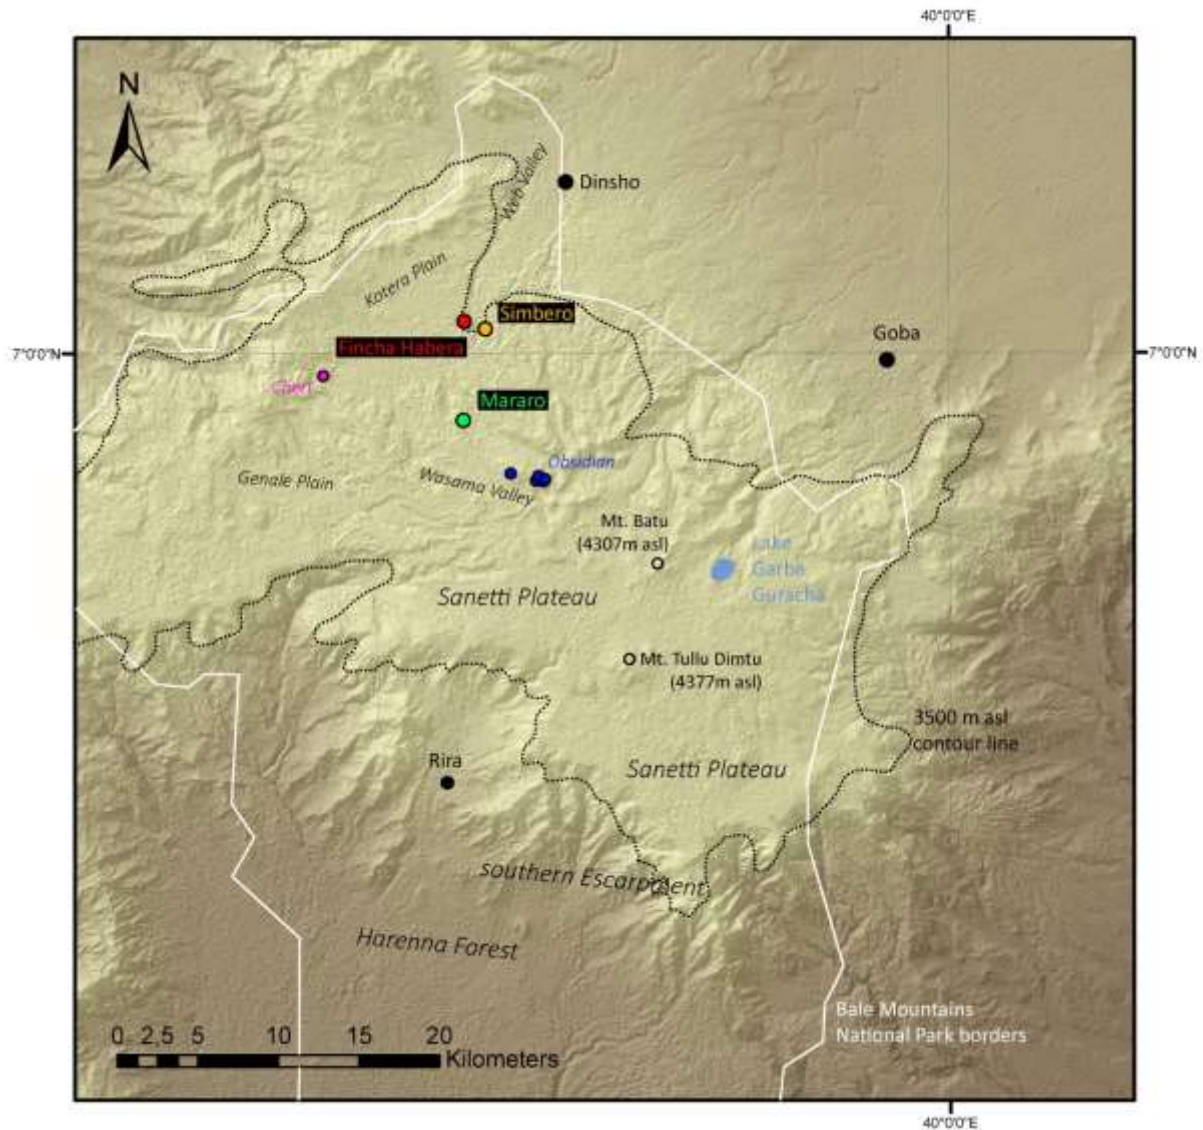 40°0'0"E
N
Web Valley
Dinsho
Kotera Plain
Simbero
Goba
Fincha Habera
7°0'0"N
7°0'0"N
Chert
Mararo
Obsidian
Genale Plain
Wasama Valley
Mt. Batu
(4307m asl)
Lake
Garba
Guracha
Sanetti Plateau
Mt. Tullu Dimtu
(4377m asl)
3500 m asl
contour line
Rira
Sanetti Plateau
southern Escarpment
Harenna Forest
Bale Mountains
National Park borders
0 2,5 5 10 15 20
Kilometers
40°0'0"E